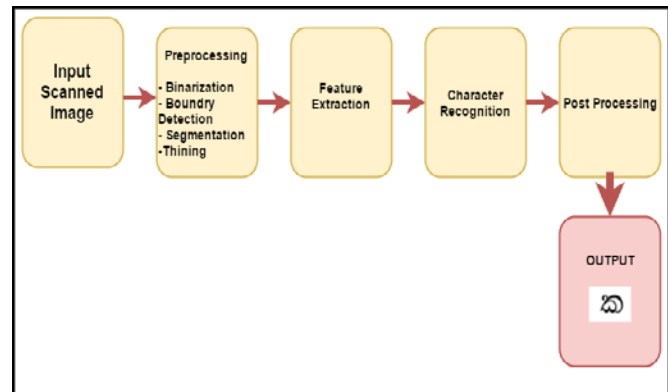 Input
Scanned
Image
Preprocessing
- Binarization
- Boundry
Detection
- Segmentation
-Thining
Feature
Extraction
Character
Recognition
Post Processing
OUTPUT
ක